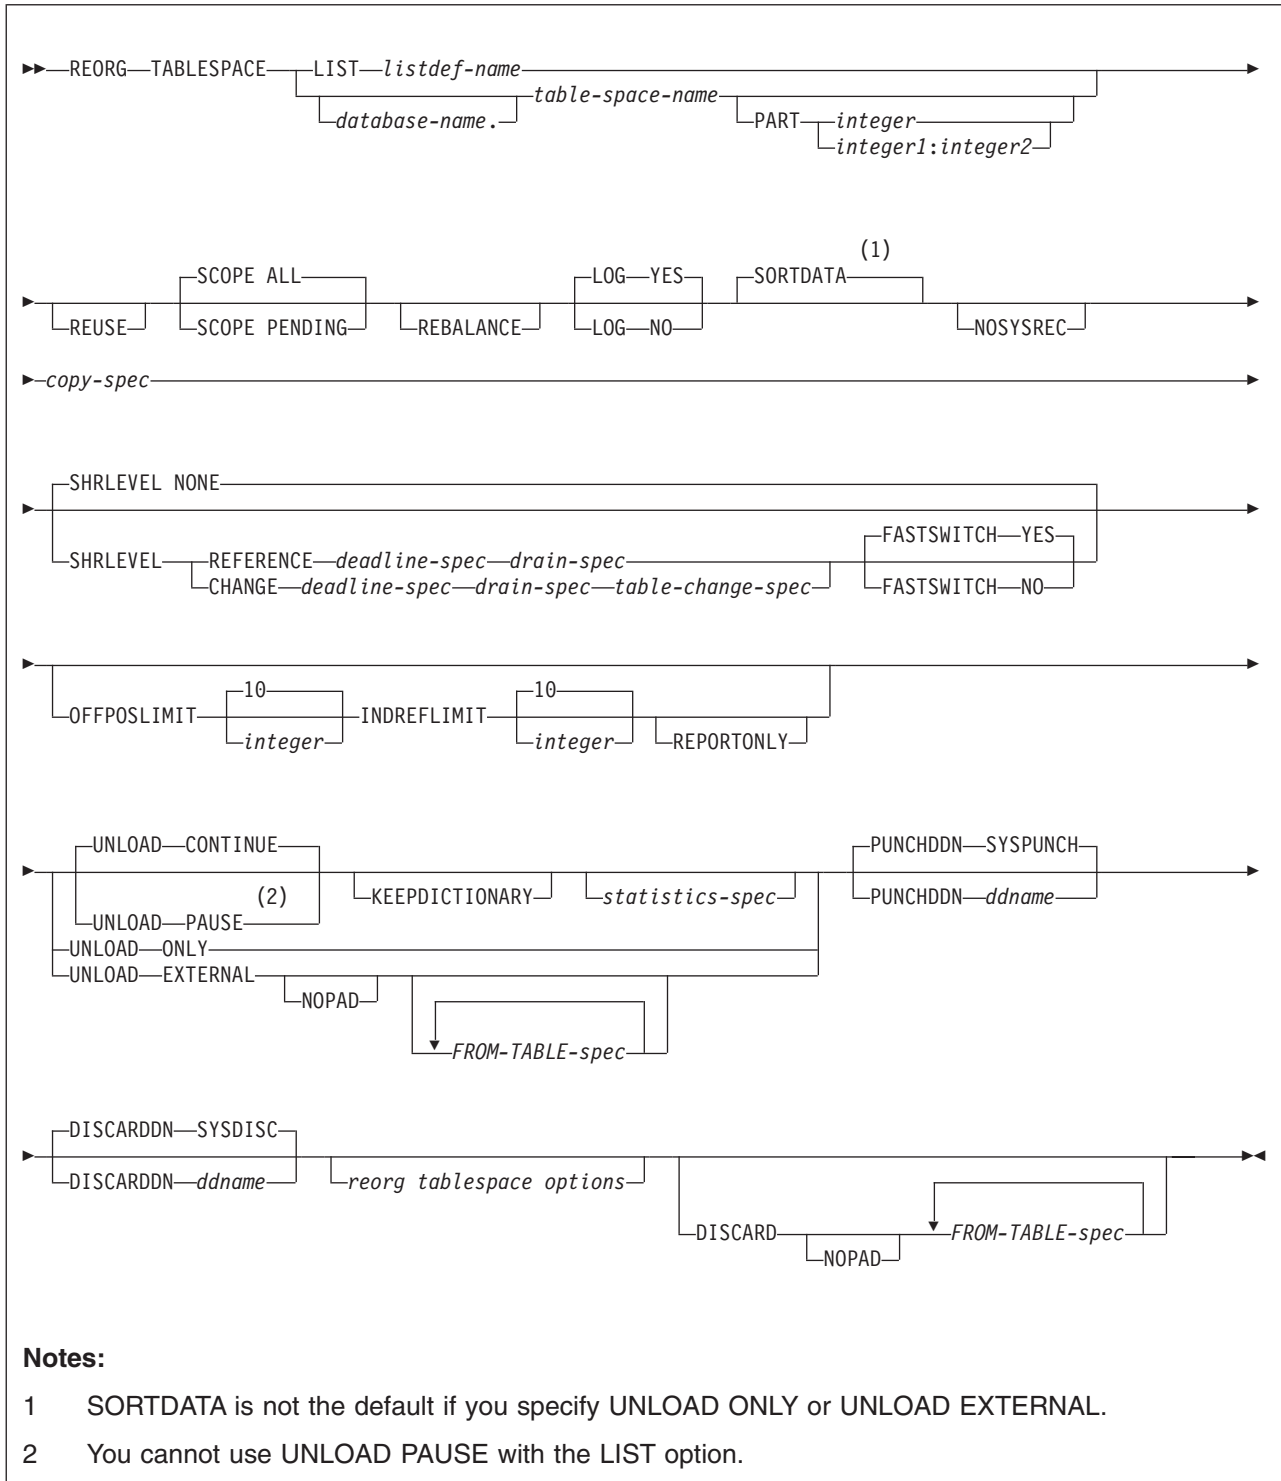 REORG TABLESPACE LIST listdef-name
database-name. table-space-name
PART integer
integer1:integer2
(1)
SCOPE ALL LOG YES SORTDATA
REUSE SCOPE PENDING REBALANCE LOG NO NOSYSREC
copy-spec
SHRLEVEL NONE
FASTSWITCH YES
SHRLEVEL REFERENCE deadline-spec drain-spec
CHANGE deadline-spec drain-spec table-change-spec FASTSWITCH NO
10 10
OFFPOSLIMIT integer INDREFLIMIT integer REPORTONLY
UNLOAD CONTINUE PUNCHDDN SYSPUNCH
(2) KEEPDICTIONARY statistics-spec PUNCHDDN ddname
UNLOAD PAUSE
UNLOAD ONLY
UNLOAD EXTERNAL
NOPAD
FROM-TABLE-spec
DISCARDDN SYSDISC
DISCARDDN ddname reorg tablespace options
DISCARD FROM-TABLE-spec
NOPAD
Notes:
1 SORTDATA is not the default if you specify UNLOAD ONLY or UNLOAD EXTERNAL.
2 You cannot use UNLOAD PAUSE with the LIST option.